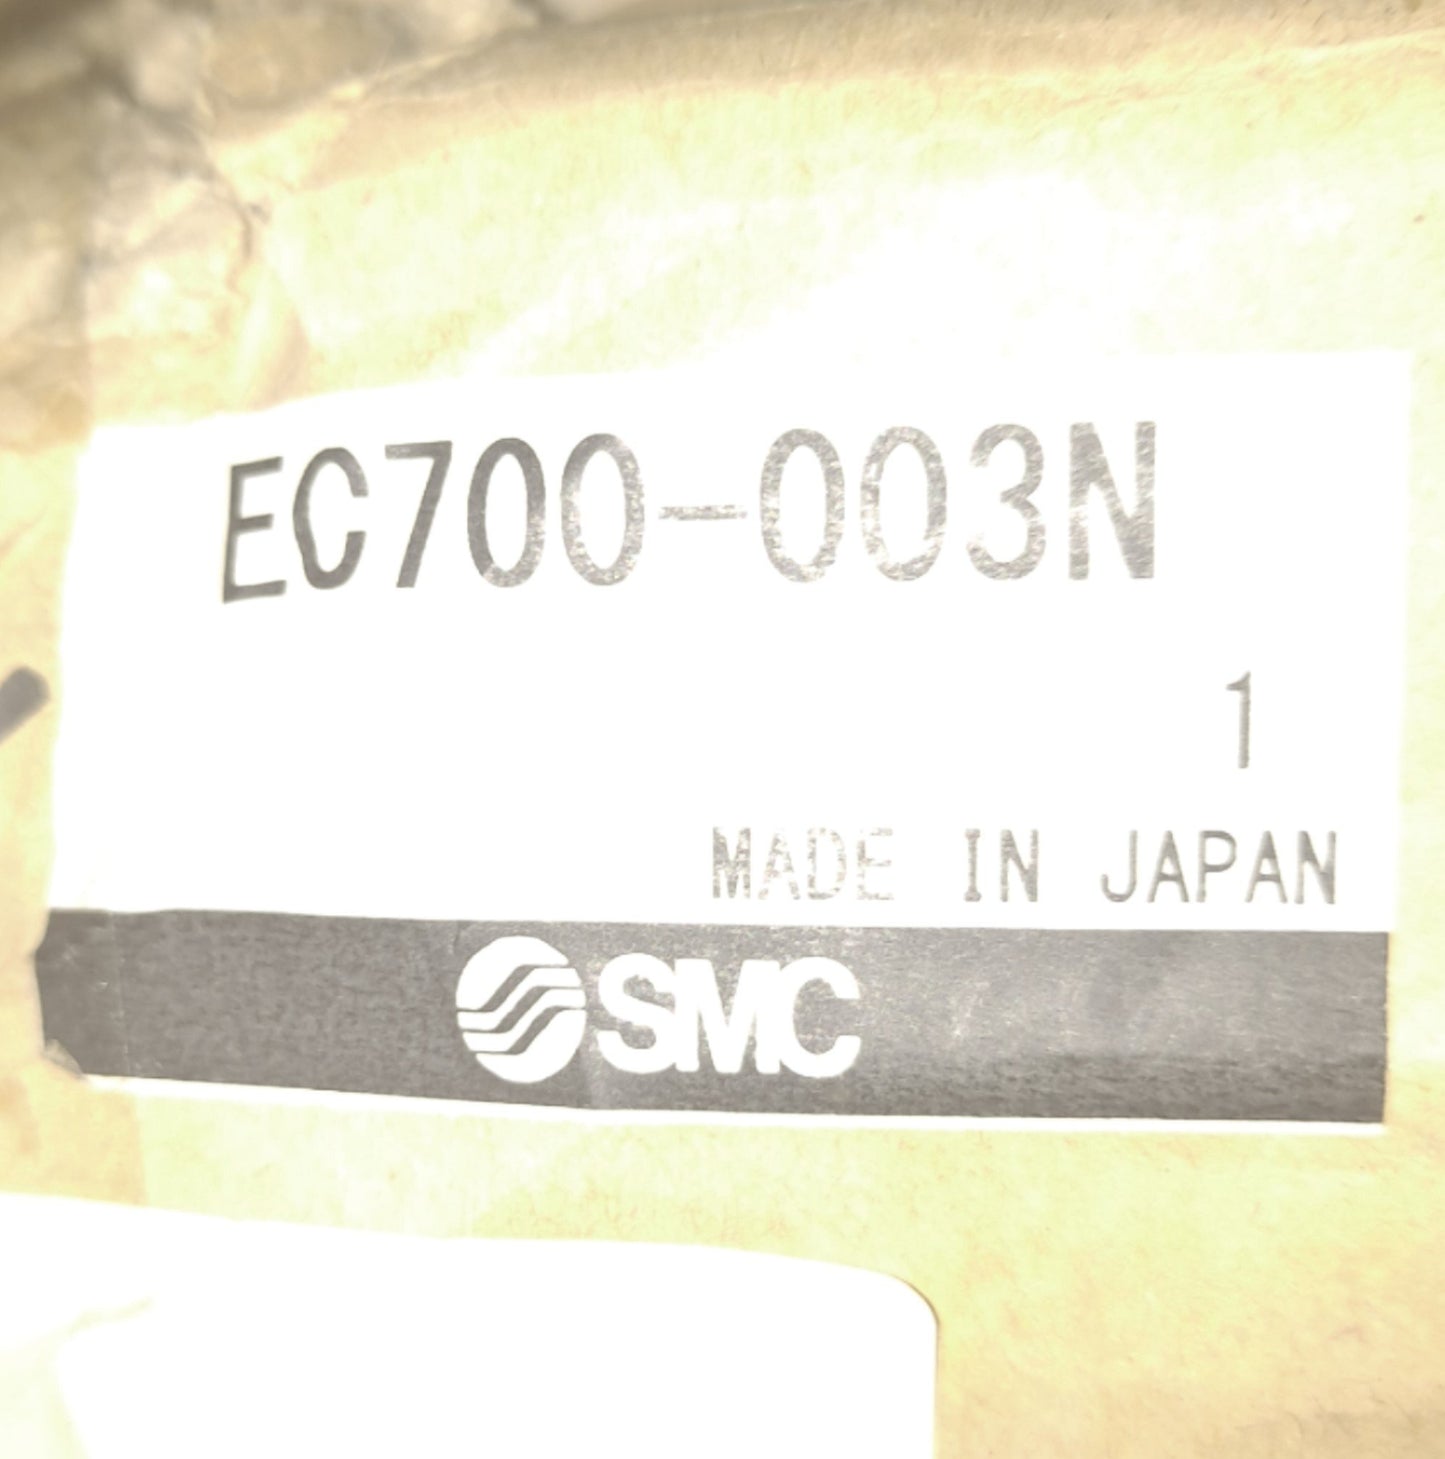 EC700-003N
1
MADE IN JAPAN
SMC